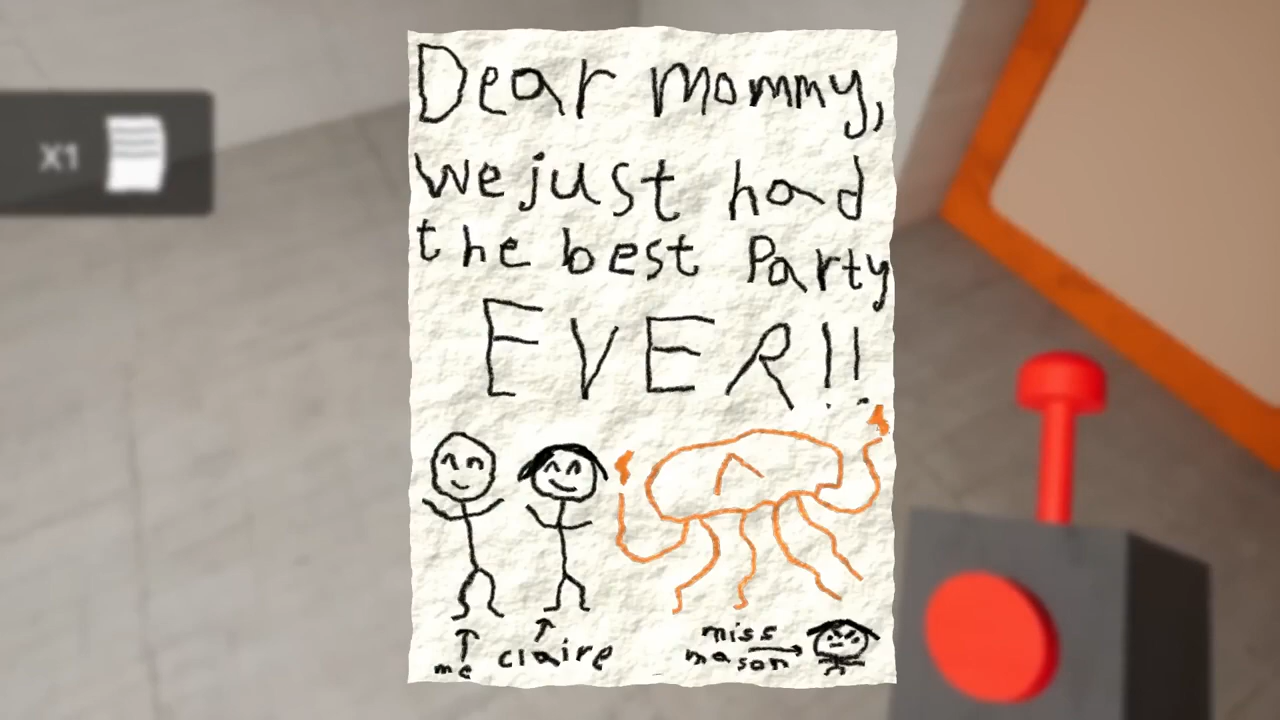 Dear mommy,
we just had
the best Party
EVER!!
X1
me
claire
miss
mason